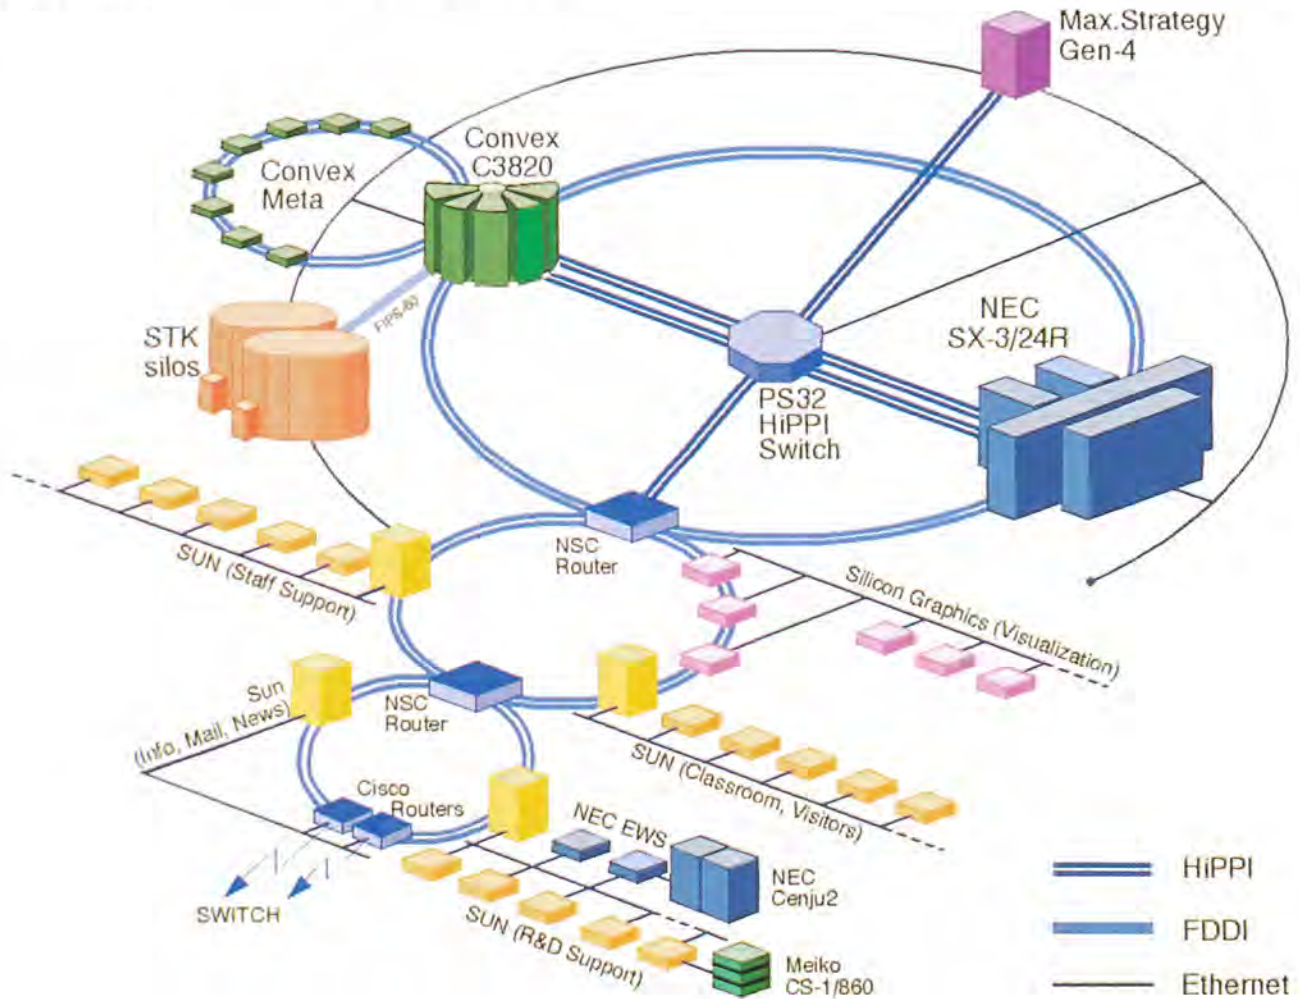 Max.Strategy
Gen-4
Convex
C3820
Convex
Meta
FIPS-60
STK
silos
NEC
SX-3/24R
PS32
HiPPI
Switch
NSC
Router
SUN (Staff Support)
Silicon Graphics (Visualization)
Sun
(Info, Mail, News)
NSC
Router
SUN (Classroom, Visitors)
Cisco
Routers
NEC EWS
NEC
Cenju2
SWITCH
SUN (R&D Support)
Meiko
CS-1/860
HiPPI
FDDI
Ethernet